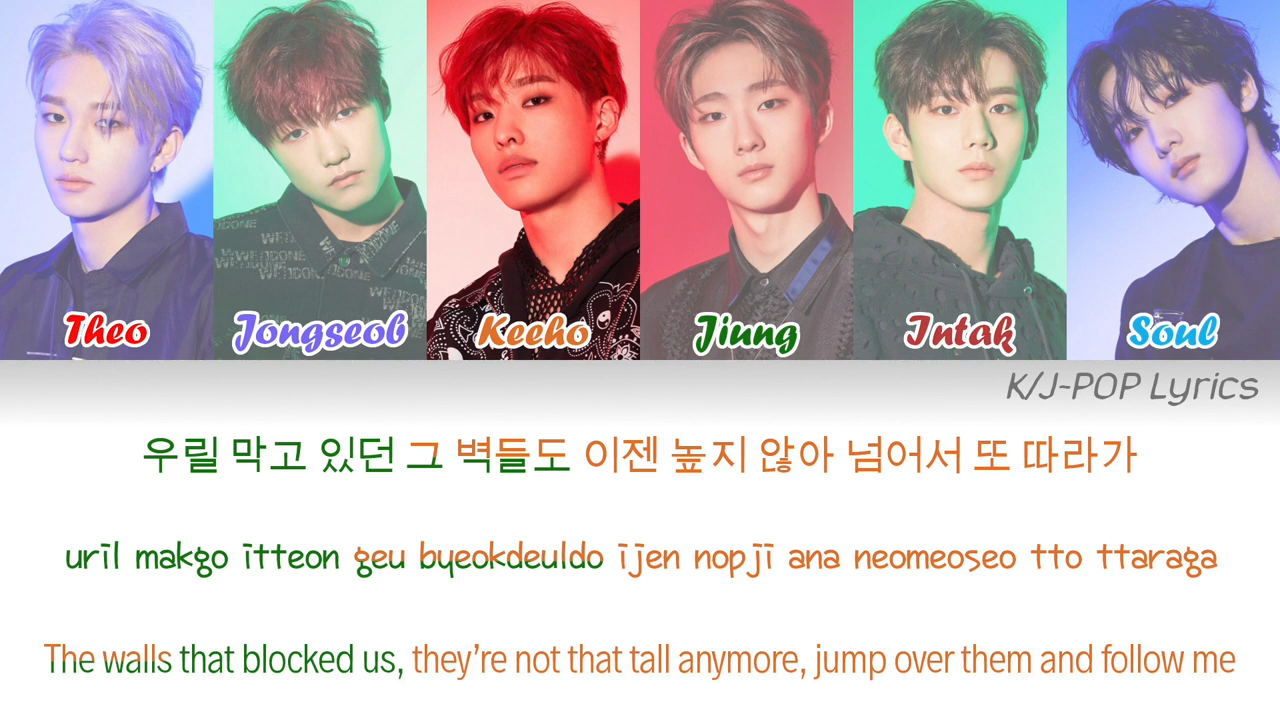 WE11DONE
WE11DONE WE11DONE
Theo Jongseob Keeho Jiung Intak Soul
K/J-POP Lyrics
우릴 막고 있던 그 벽들도 이젠 높지 않아 넘어서 또 따라가
uril makgo itteon geu byeokdeuldo ijen nopji ana neomeoseo tto ttaraga
The walls that blocked us, they're not that tall anymore, jump over them and follow me